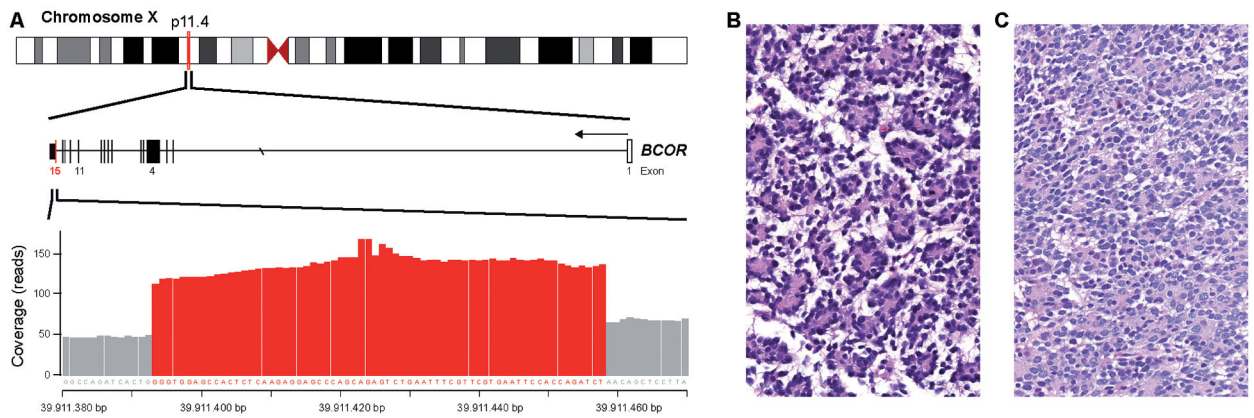 A
Chromosome X
p11.4
BCOR
15
11
4
1
Exon
Coverage (reads)
150
100
50
0
GGCCAGATCACTGGGGTGGAGCCACTCTCAAGAGGAGCCCAGCAGAGTCTGAATTTCGTTCGTGAATTCCACCAGATCTAACAGCTCCTTA
39.911.380 bp
39.911.400 bp
39.911.420 bp
39.911.440 bp
39.911.460 bp
B
C